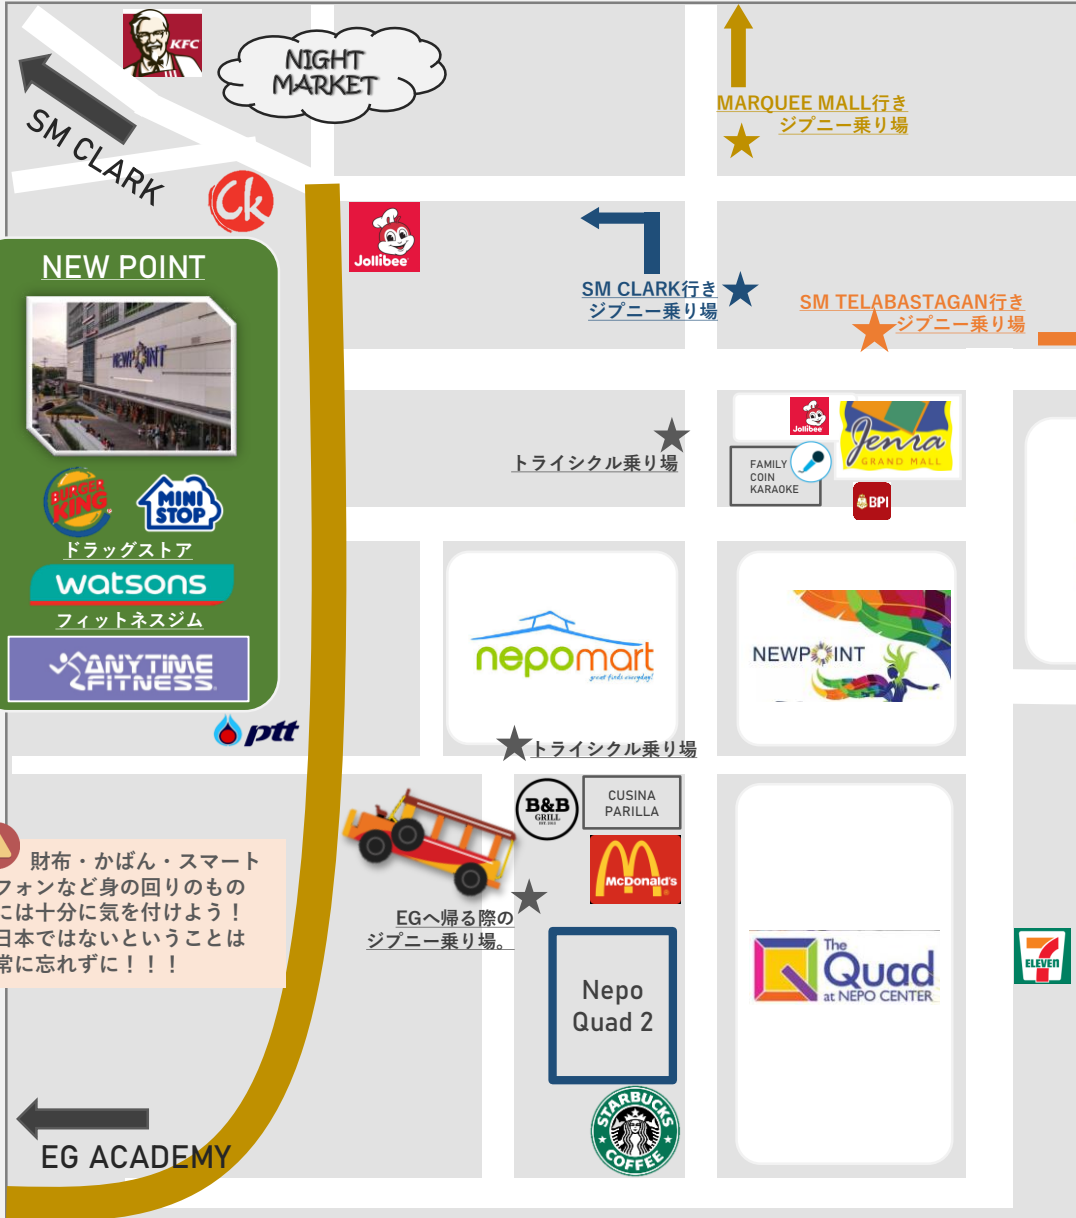 KFC
NIGHT
MARKET
SM CLARK
MARQUEE MALL行き
ジプニー乗り場
Ck
Jollibee
NEW POINT
NEWPOINT
SM CLARK行き
ジプニー乗り場
SM TELABASTAGAN行き
ジプニー乗り場
トライシクル乗り場
Jollibee
Jenra
GRAND MALL
FAMILY
COIN
KARAOKE
BPI
BURGER
KING
MINI
STOP
ドラッグストア
watsons
フィットネスジム
ANYTIME
FITNESS
ptt
nepomart
great finds everyday!
NEWPOINT
トライシクル乗り場
B&B
GRILL
CUSINA
PARILLA
McDonald's
EGへ帰る際の
ジプニー乗り場。
財布・かばん・スマート
フォンなど身の回りのもの
には十分に気を付けよう！
日本ではないということは
常に忘れずに！！！
Nepo
Quad 2
The
Quad
at NEPO CENTER
7
ELEVEN
STARBUCKS
COFFEE
EG ACADEMY